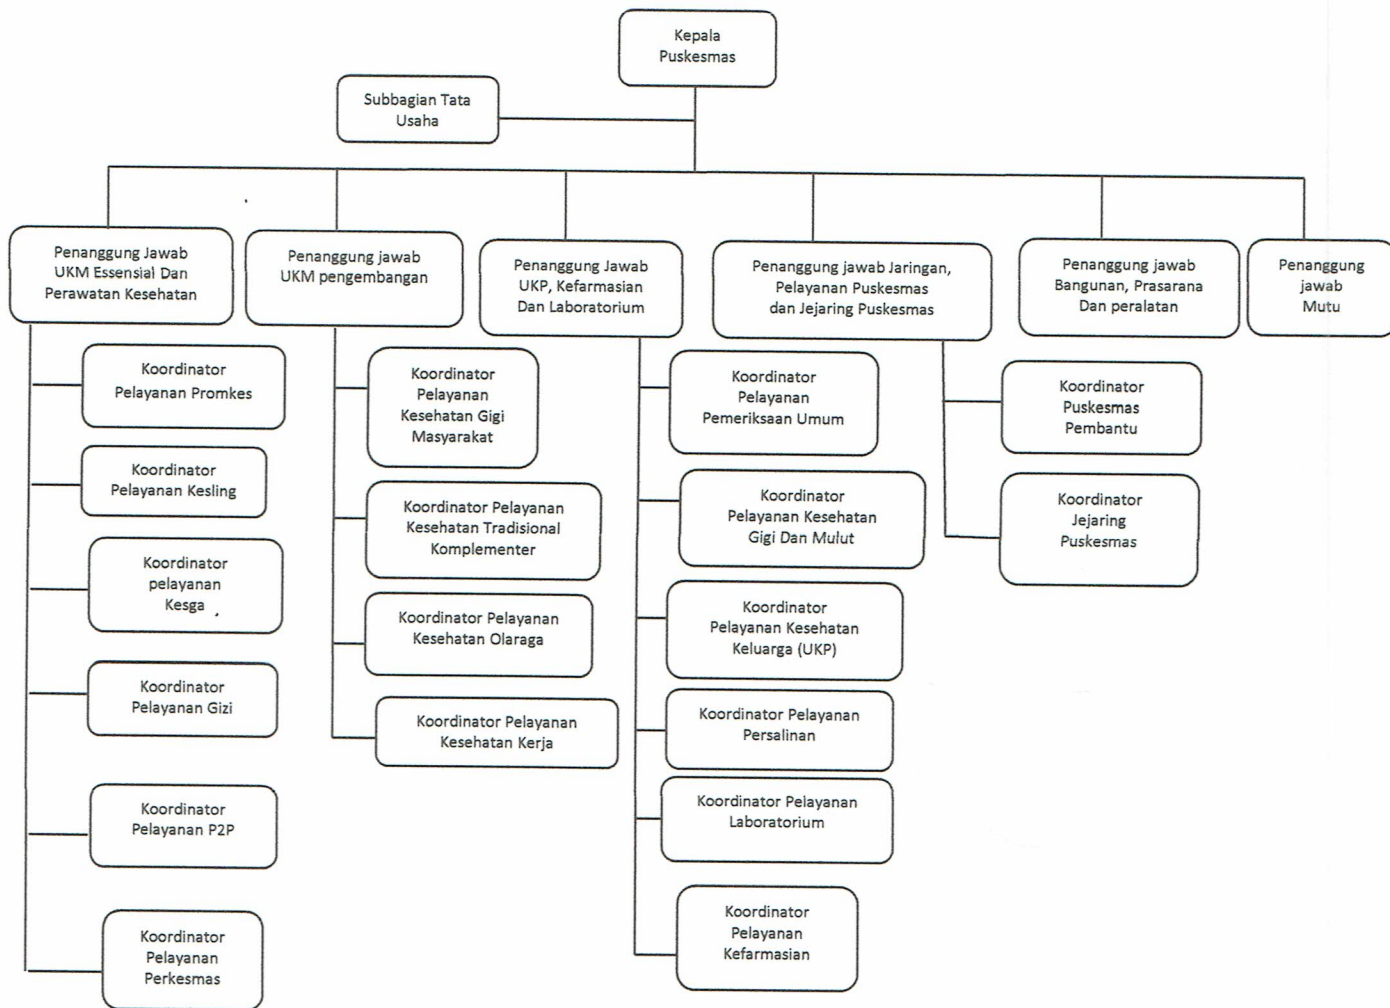 Kepala
Puskesmas
Subbagian Tata
Usaha
Penanggung Jawab
UKM Essensial Dan
Perawatan Kesehatan
Penanggung jawab
UKM pengembangan
Penanggung Jawab
UKP, Kefarmasian
Dan Laboratorium
Penanggung jawab Jaringan,
Pelayanan Puskesmas
dan Jejaring Puskesmas
Penanggung jawab
Bangunan, Prasarana
Dan peralatan
Penanggung
jawab
Mutu
Koordinator
Pelayanan Promkes
Koordinator
Pelayanan Kesling
Koordinator
pelayanan
Kesga
Koordinator
Pelayanan Gizi
Koordinator
Pelayanan P2P
Koordinator
Pelayanan
Perkesmas
Koordinator
Pelayanan
Kesehatan Gigi
Masyarakat
Koordinator Pelayanan
Kesehatan Tradisional
Komplementer
Koordinator Pelayanan
Kesehatan Olaraga
Koordinator Pelayanan
Kesehatan Kerja
Koordinator
Pelayanan
Pemeriksaan Umum
Koordinator
Pelayanan Kesehatan
Gigi Dan Mulut
Koordinator
Pelayanan Kesehatan
Keluarga (UKP)
Koordinator Pelayanan
Persalinan
Koordinator Pelayanan
Laboratorium
Koordinator
Pelayanan
Kefarmasian
Koordinator
Puskesmas
Pembantu
Koordinator
Jejaring
Puskesmas